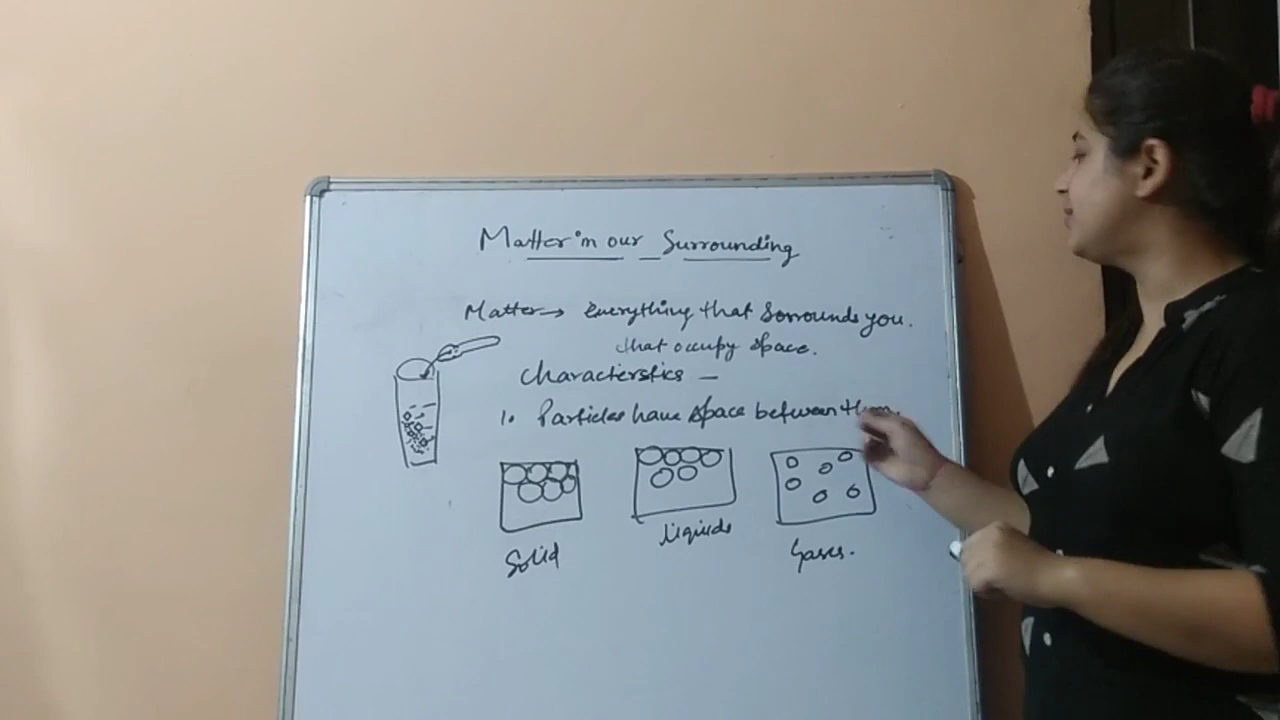 Matter in our Surrounding
Matter → everything that Sorrounds you.
that occupy space.
Characterstics –
1. Particles have space between them.
Solid
liquids
Gases.